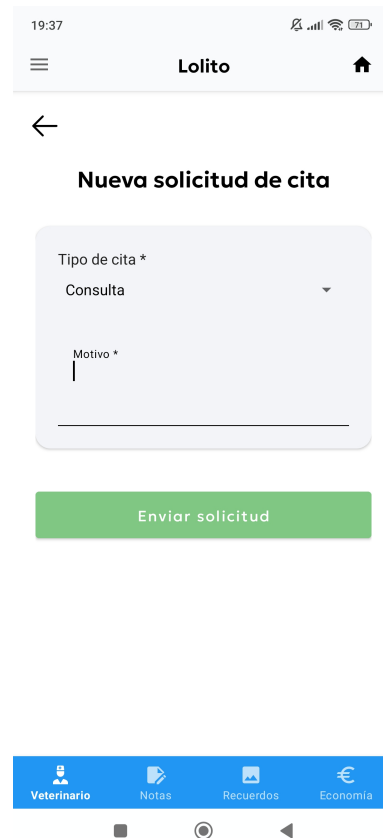 19:37
71
Lolito
Nueva solicitud de cita
Tipo de cita *
Consulta
Motivo *
Enviar solicitud
Veterinario Notas Recuerdos Economía